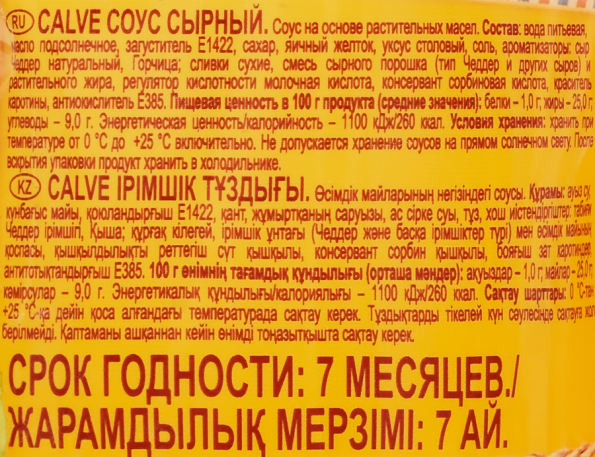 RU CALVE СОУС СЫРНЫЙ. Соус на основе растительных масел. Состав: вода питьевая,
масло подсолнечное, загуститель Е1422, сахар, яичный желток, уксус столовый, соль, ароматизаторы: сыр
Чеддер натуральный, Горчица; сливки сухие, смесь сырного порошка (тип Чеддер и других сыров) и
растительного жира, регулятор кислотности молочная кислота, консервант сорбиновая кислота, краситель
каротины, антиокислитель Е385. Пищевая ценность в 100 г продукта (средние значения): белки – 1,0 г; жиры – 25,0 г;
углеводы – 9,0 г. Энергетическая ценность/калорийность – 1100 кДж/260 ккал. Условия хранения: хранить при
температуре от 0 °С до +25 °С включительно. Не допускается хранение соусов на прямом солнечном свету. После
вскрытия упаковки продукт хранить в холодильнике.
KZ CALVE ІРІМШІК ТҰЗДЫҒЫ. Өсімдік майларының негізіндегі соусы. Құрамы: ауыз су,
күнбағыс майы, қоюландырғыш Е1422, қант, жұмыртқаның саруызы, ас сірке суы, тұз, хош иістендіргіштер: табиғи
Чеддер ірімшігі, Қыша; құрғақ кілегей, ірімшік ұнтағы (Чеддер және басқа ірімшіктер түрі) мен өсімдік майының
қоспасы, қышқылдылықты реттегіш сүт қышқылы, консервант сорбин қышқылы, бояғыш зат каротиндер,
антитотықтандырғыш Е385. 100 г өнімнің тағамдық құндылығы (орташа мәндер): ақуыздар – 1,0 г; майлар – 25,0 г;
көмірсулар – 9,0 г. Энергетикалық құндылығы/калориялығы – 1100 кДж/260 ккал. Сақтау шарттары: 0 °С-тан
+25 °С-қа дейін қоса алғандағы температурада сақтау керек. Тұздықтарды тікелей күн сәулесінде сақтауға жол
берілмейді. Қаптаманы ашқаннан кейін өнімді тоңазытқышта сақтау керек.
СРОК ГОДНОСТИ: 7 МЕСЯЦЕВ./
ЖАРАМДЫЛЫҚ МЕРЗІМІ: 7 АЙ.